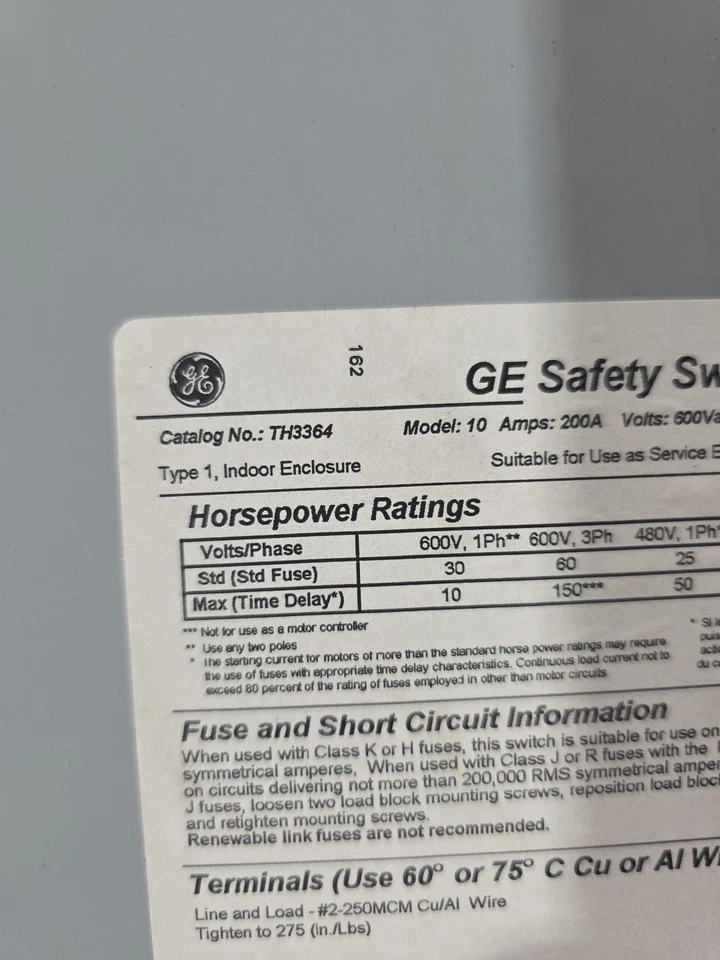 GE
162
GE Safety Sw
Catalog No.: TH3364 Model: 10 Amps: 200A Volts: 600Va
Type 1, Indoor Enclosure Suitable for Use as Service E
Horsepower Ratings
Volts/Phase 600V, 1Ph** 600V, 3Ph 480V, 1Ph*
Std (Std Fuse) 30 60 25
Max (Time Delay*) 10 150*** 50
*** Not for use as a motor controller
** Use any two poles
* The starting current for motors of more than the standard horse power ratings may require
the use of fuses with appropriate time delay characteristics. Continuous load current not to
exceed 80 percent of the rating of fuses employed in other than motor circuits
* Si le
puis
actio
du c
Fuse and Short Circuit Information
When used with Class K or H fuses, this switch is suitable for use on
symmetrical amperes, When used with Class J or R fuses with the
on circuits delivering not more than 200,000 RMS symmetrical amper
J fuses, loosen two load block mounting screws, reposition load block
and retighten mounting screws.
Renewable link fuses are not recommended.
Terminals (Use 60° or 75° C Cu or Al Wi
Line and Load - #2-250MCM Cu/Al Wire
Tighten to 275 (in./Lbs)